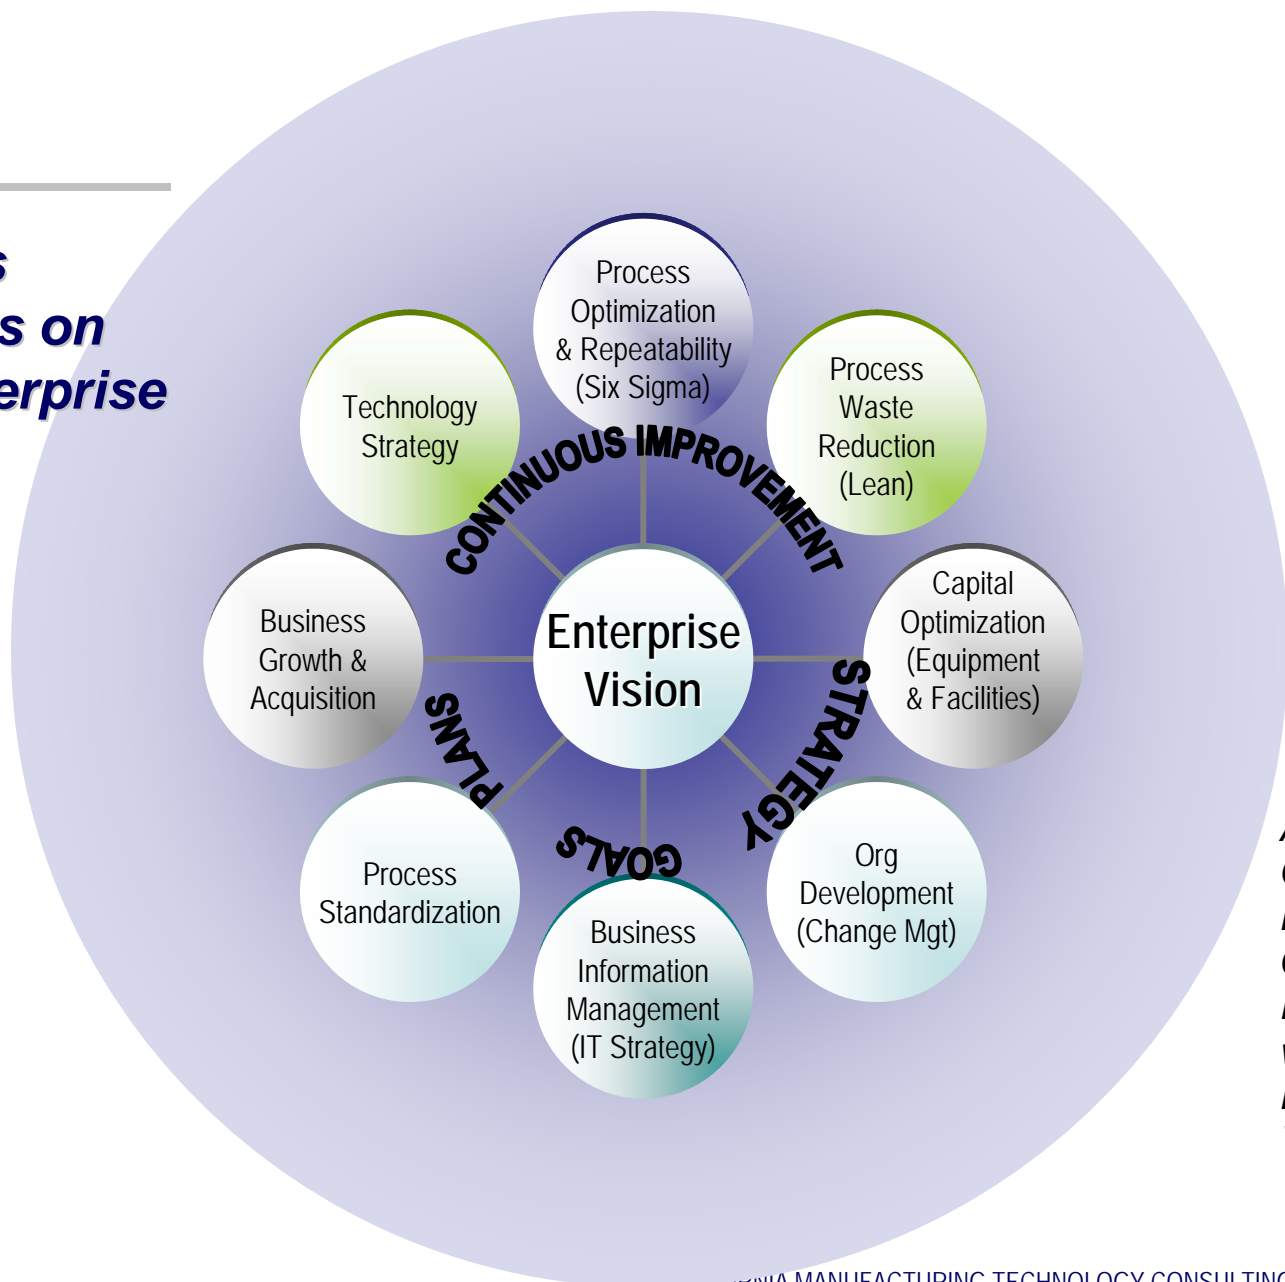 s on
Process
Optimization
& Repeatability
(Six Sigma)
Technology
Strategy
Process
Waste
Reduction
(Lean)
CONTINUOUS IMPROVEMENT
Business
Growth &
Acquisition
Enterprise
Vision
Capital
Optimization
(Equipment
& Facilities)
STRATEGY
PLANS
GOALS
Process
Standardization
Org
Development
(Change Mgt)
Business
Information
Management
(IT Strategy)
MANUFACTURING TECHNOLOGY CONSULTING